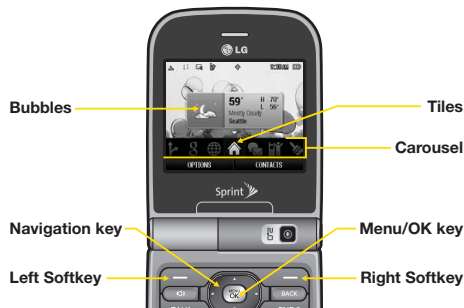 LG
Bubbles
59°
H 70°
L 56°
Mostly Cloudy
Seattle
Tiles
Carousel
OPTIONS
CONTACTS
Sprint
Navigation key
Menu/OK key
Left Softkey
Right Softkey
MENU
OK
BACK